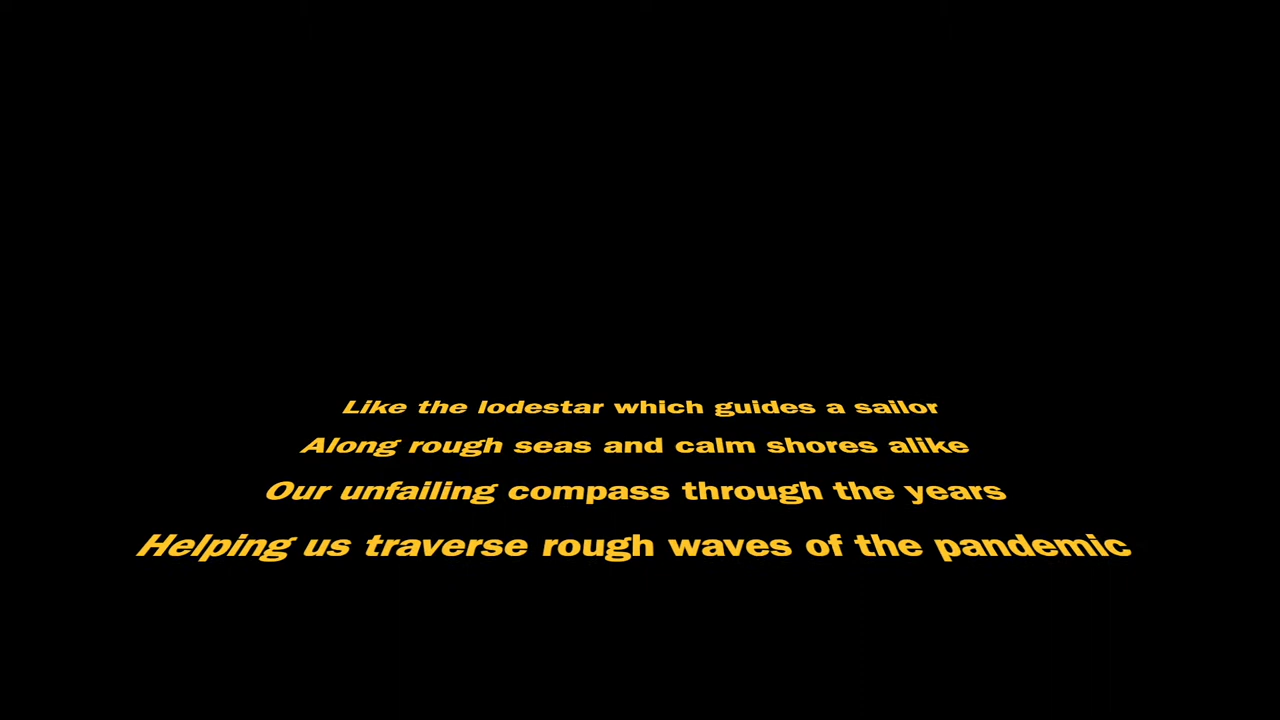 Like the lodestar which guides a sailor
Along rough seas and calm shores alike
Our unfailing compass through the years
Helping us traverse rough waves of the pandemic